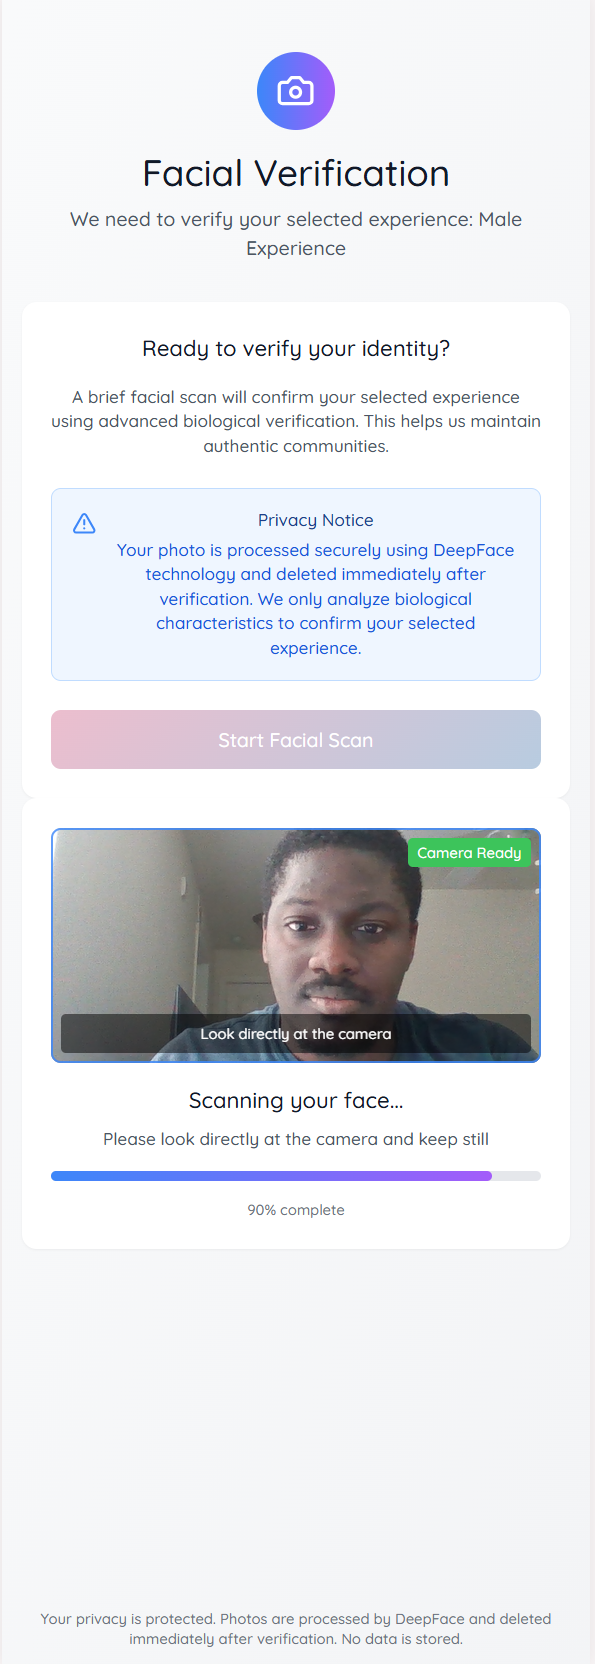 Facial Verification
We need to verify your selected experience: Male
Experience
Ready to verify your identity?
A brief facial scan will confirm your selected experience
using advanced biological verification. This helps us maintain
authentic communities.
Privacy Notice
Your photo is processed securely using DeepFace
technology and deleted immediately after
verification. We only analyze biological
characteristics to confirm your selected
experience.
Start Facial Scan
Camera Ready
Look directly at the camera
Scanning your face...
Please look directly at the camera and keep still
90% complete
Your privacy is protected. Photos are processed by DeepFace and deleted
immediately after verification. No data is stored.